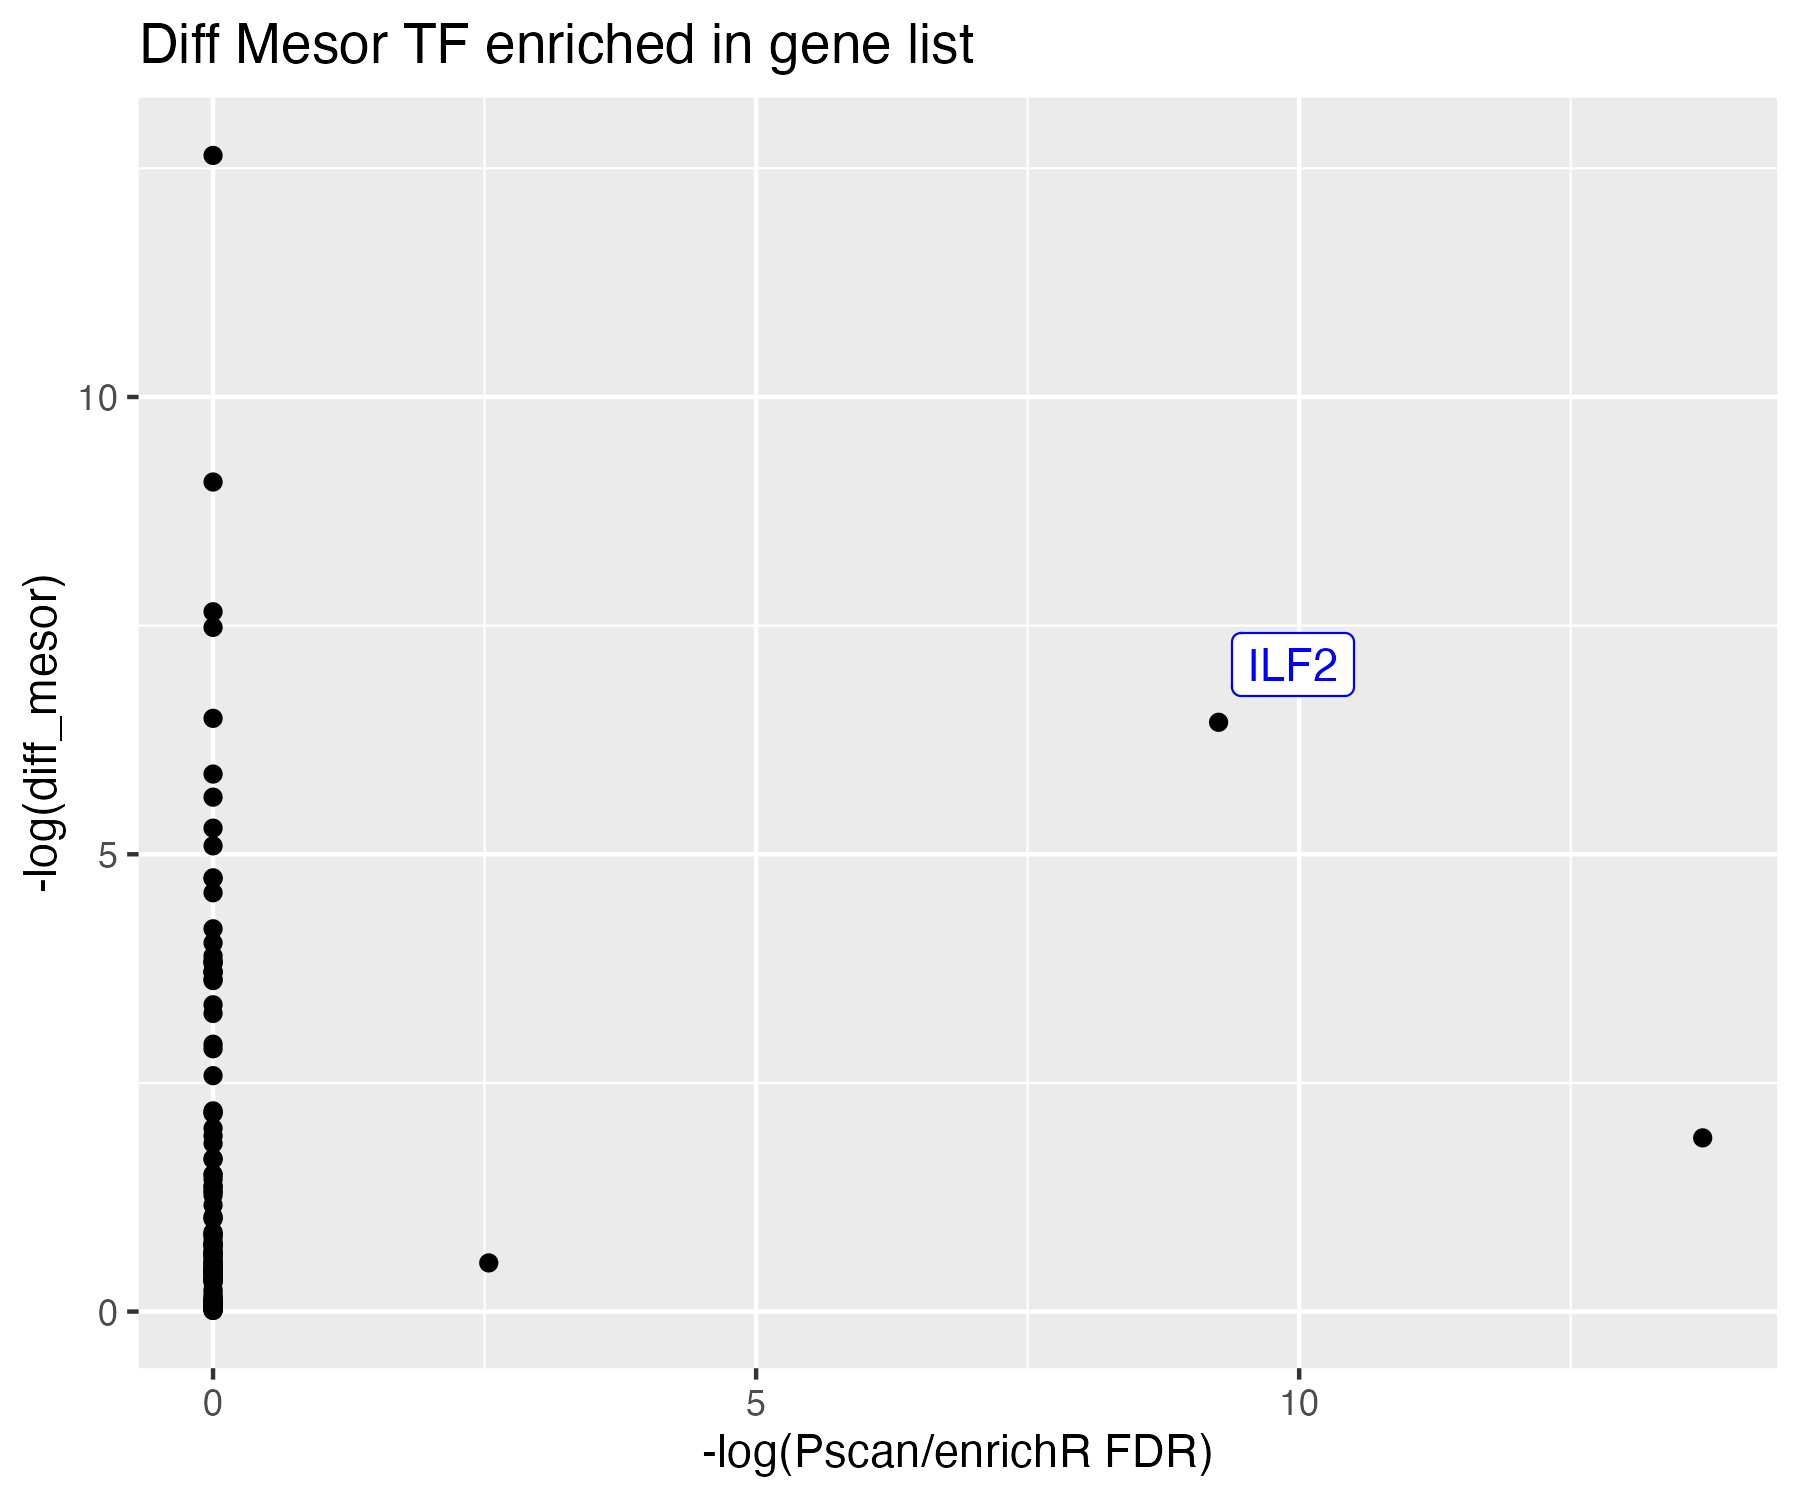 Diff Mesor TF enriched in gene list
10
5
0
-log(diff_mesor)
ILF2
0 5 10
-log(Pscan/enrichR FDR)